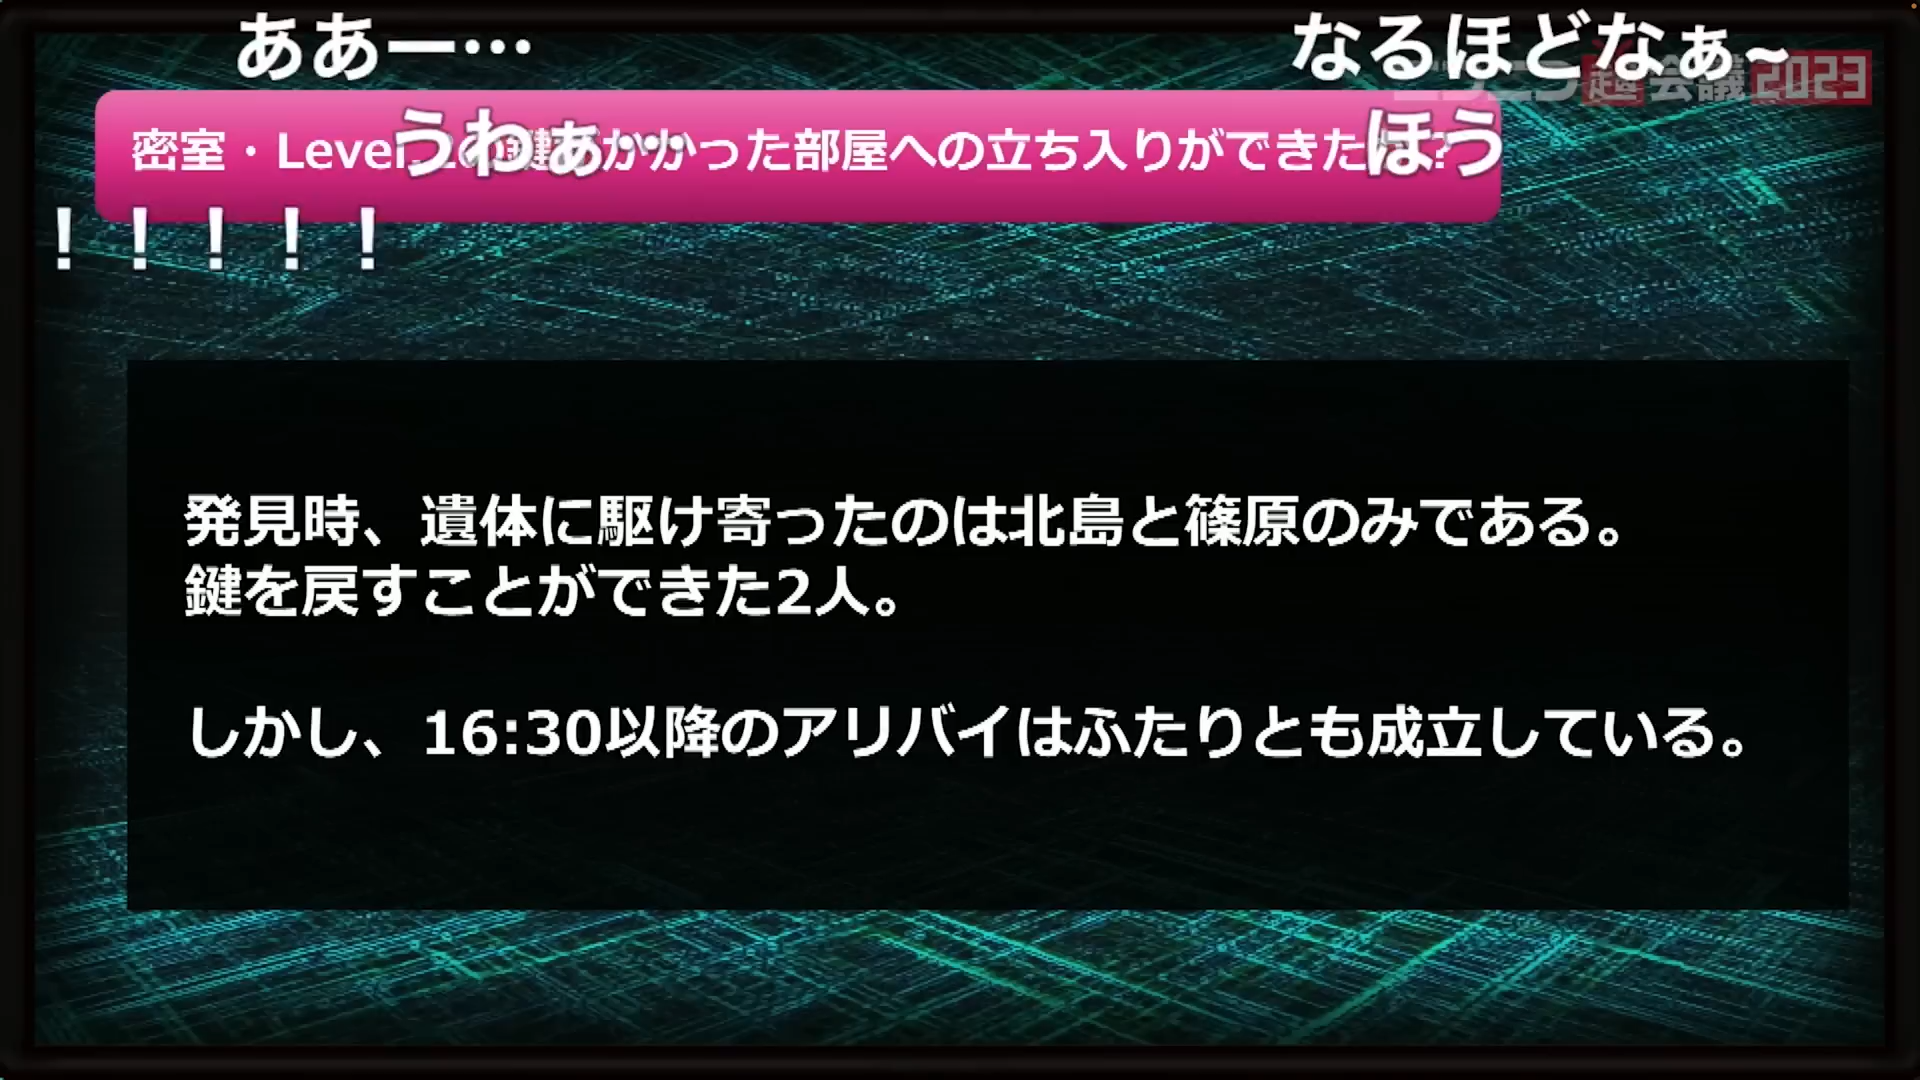 ああー…
なるほどなぁ~
超会議2023
密室・Level 2の鍵がかかった部屋への立ち入りができた
うわぁ…
ほう
！！！！！
発見時、遺体に駆け寄ったのは北島と篠原のみである。
鍵を戻すことができた2人。
しかし、16:30以降のアリバイはふたりとも成立している。